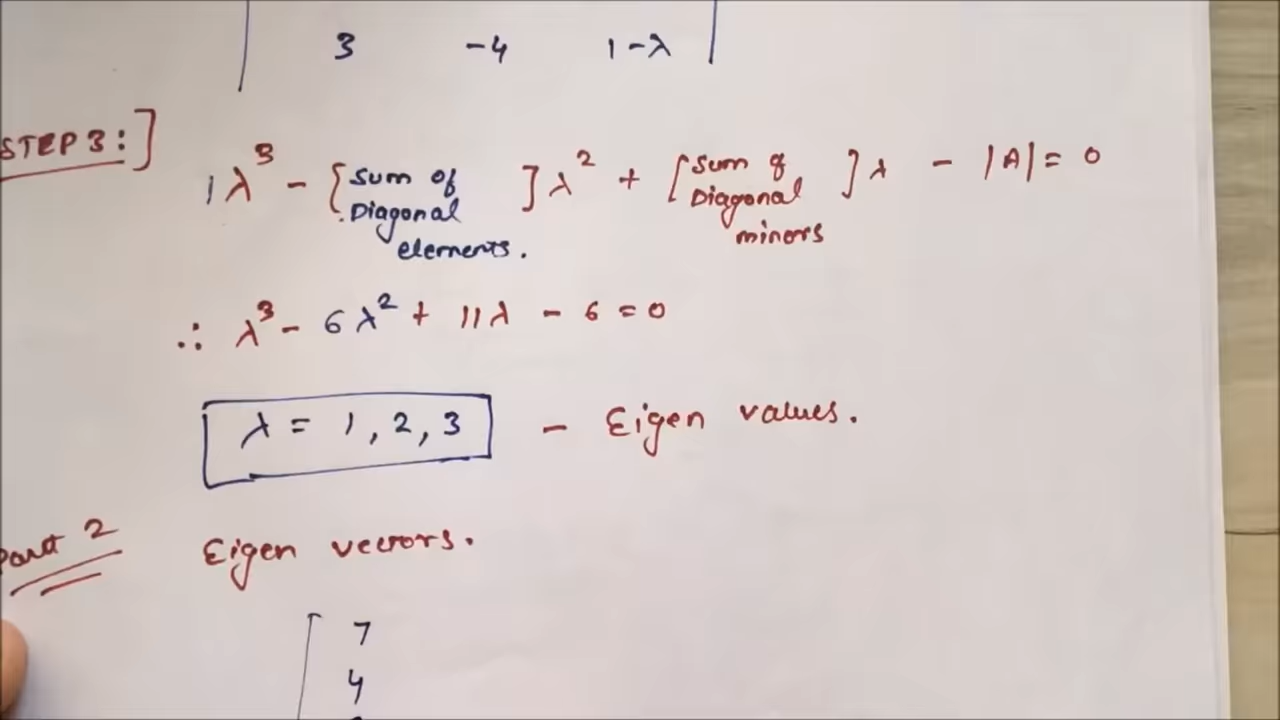 3 -4 1-λ
STEP 3:]
1λ³ - [Sum of Diagonal elements.]λ² + [Sum of Diagonal minors]λ - |A| = 0
∴ λ³ - 6λ² + 11λ - 6 = 0
λ = 1, 2, 3 - Eigen values.
Part 2 Eigen vectors.
7
4